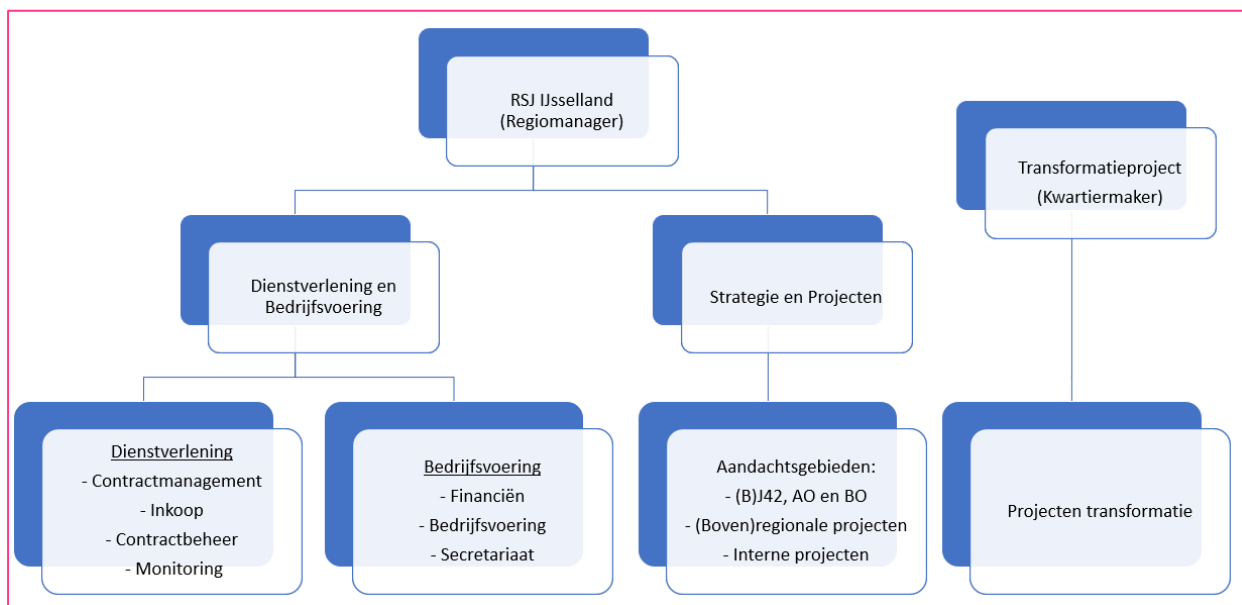 RSJ IJsselland
(Regiomanager)
Transformatieproject
(Kwartiermaker)
Dienstverlening en
Bedrijfsvoering
Strategie en Projecten
Dienstverlening
- Contractmanagement
- Inkoop
- Contractbeheer
- Monitoring
Bedrijfsvoering
- Financiën
- Bedrijfsvoering
- Secretariaat
Aandachtsgebieden:
- (B)J42, AO en BO
- (Boven)regionale projecten
- Interne projecten
Projecten transformatie